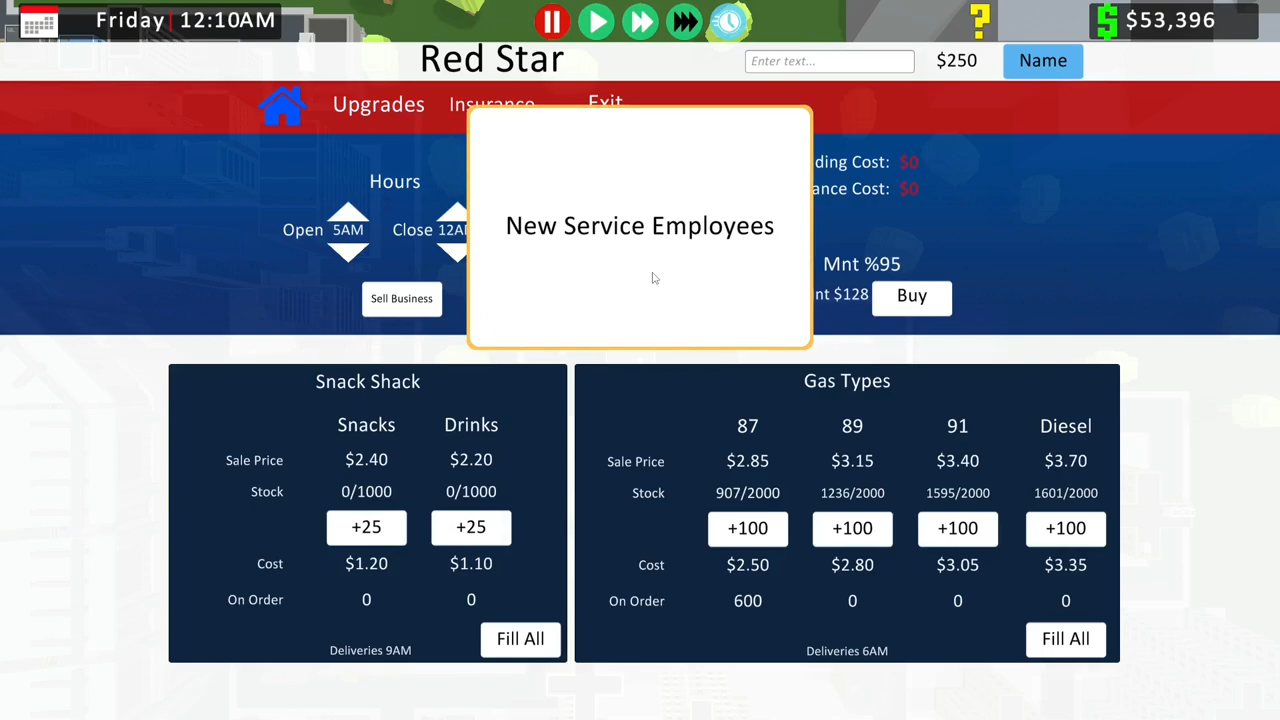 Friday | 12:10AM
?
$ $53,396
Red Star
Enter text...
$250
Name
Upgrades
Insurance
Exit
New Service Employees
Hours
Open 5AM
Close
Sell Business
ding Cost: $0
ance Cost: $0
Mnt %95
nt $128
Buy
Snack Shack
Snacks Drinks
Sale Price $2.40 $2.20
Stock 0/1000 0/1000
+25 +25
Cost $1.20 $1.10
On Order 0 0
Deliveries 9AM
Fill All
Gas Types
87 89 91 Diesel
Sale Price $2.85 $3.15 $3.40 $3.70
Stock 907/2000 1236/2000 1595/2000 1601/2000
+100 +100 +100 +100
Cost $2.50 $2.80 $3.05 $3.35
On Order 600 0 0 0
Deliveries 6AM
Fill All